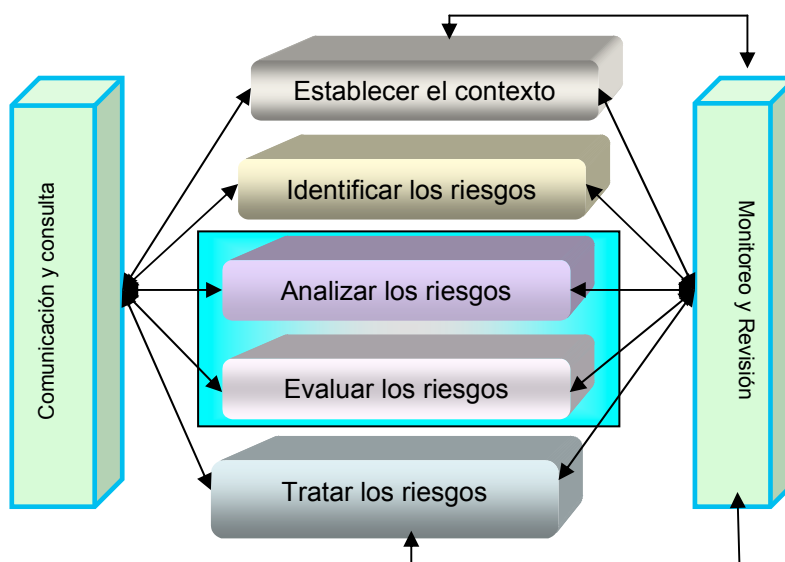 Establecer el contexto
Identificar los riesgos
Analizar los riesgos
Evaluar los riesgos
Tratar los riesgos
Comunicación y consulta
Monitoreo y Revisión